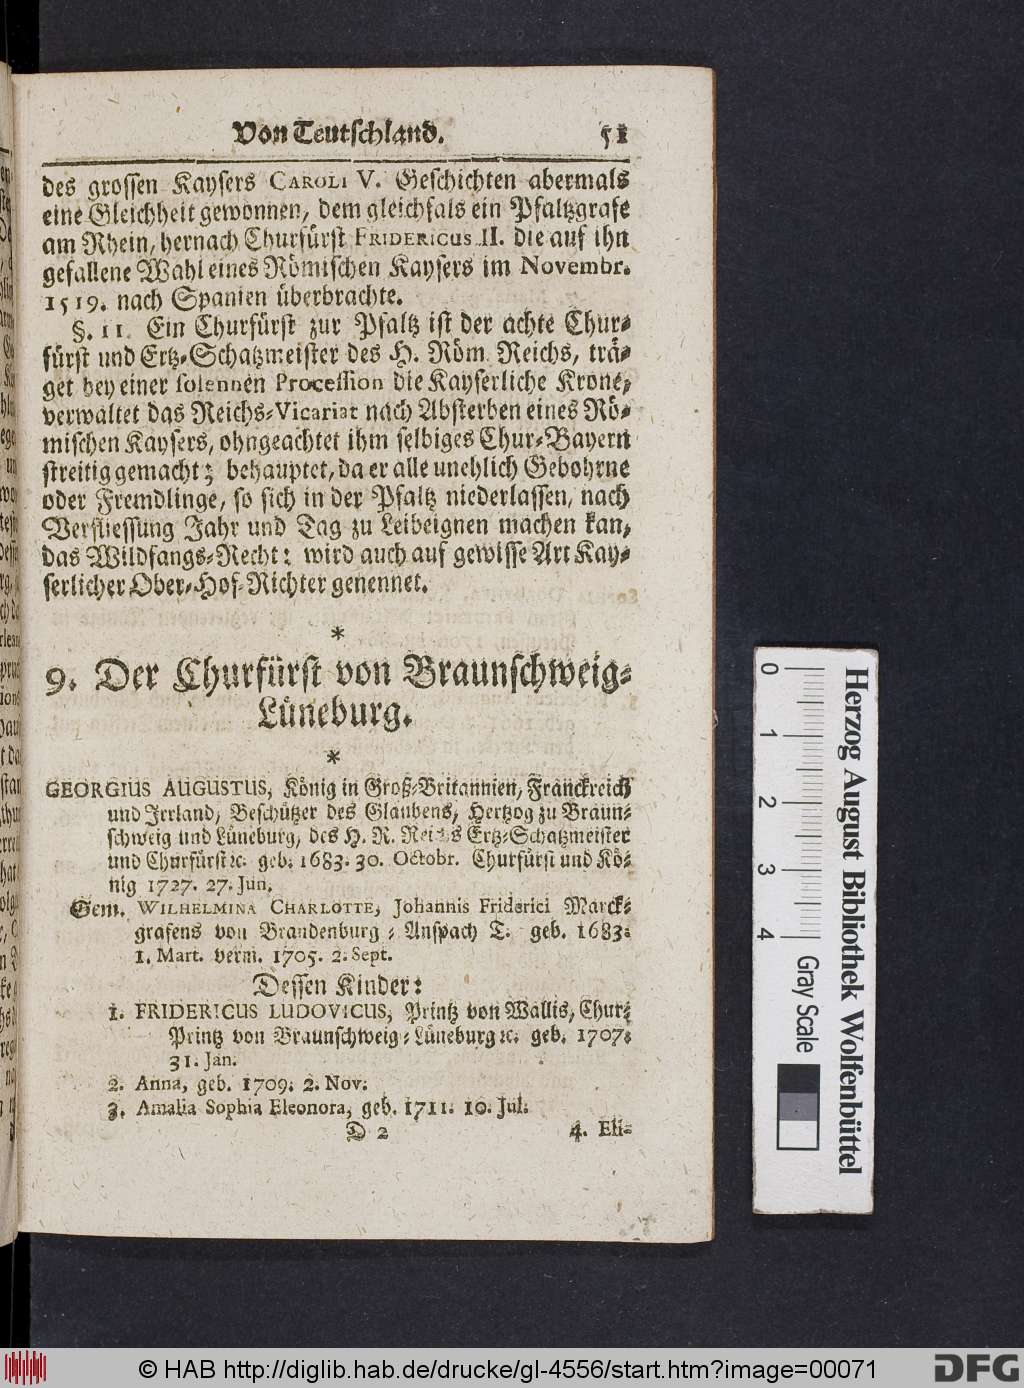 Von Teutschland. 51
des grossen Kaysers CAROLI V. Geschichten abermals
eine Gleichheit gewonnen, dem gleichfals ein Pfaltzgrafe
am Rhein, hernach Churfürst FRIDERICUS II. die auf ihn
gefallene Wahl eines Römischen Kaysers im Novembr.
1519. nach Spanien überbrachte.
§. 11. Ein Churfürst zur Pfaltz ist der achte Chur-
fürst und Ertz-Schatzmeister des H. Röm. Reichs, trä-
get bey einer solennen Procession die Kayserliche Krone,
verwaltet das Reichs-Vicariat nach Absterben eines Rö-
mischen Kaysers, ohngeachtet ihm selbiges Chur-Bayern
streitig gemacht; behauptet, da er alle unehlich Gebohrne
oder Fremdlinge, so sich in der Pfaltz niederlassen, nach
Verfliessung Jahr und Tag zu Leibeignen machen kan,
das Wildfangs-Recht: wird auch auf gewisse Art Kay-
serlicher Ober-Hof-Richter genennet.
*
9. Der Churfürst von Braunschweig-
Lüneburg.
*
GEORGIUS AUGUSTUS, König in Groß-Britannien, Franckreich
und Irrland, Beschützer des Glaubens, Hertzog zu Braun-
schweig und Lüneburg, des H. R. Reichs Ertz-Schatzmeister
und Churfürst ꝛc. geb. 1683. 30. Octobr. Churfürst und Kö-
nig 1727. 27. Jun.
Gem. WILHELMINA CHARLOTTE, Johannis Friderici Marck-
grafens von Brandenburg-Anspach T. geb. 1683.
1. Mart. verm. 1705. 2. Sept.
Dessen Kinder:
1. FRIDERICUS LUDOVICUS, Printz von Wallis, Chur-
Printz von Braunschweig-Lüneburg ꝛc. geb. 1707.
31. Jan.
2. Anna, geb. 1709. 2. Nov.
3. Amalia Sophia Eleonora, geb. 1711. 10. Jul.
D 2 4. Eli-
0 1 2 3 4
Gray Scale
Herzog August Bibliothek Wolfenbüttel
© HAB http://diglib.hab.de/drucke/gl-4556/start.htm?image=00071
DFG